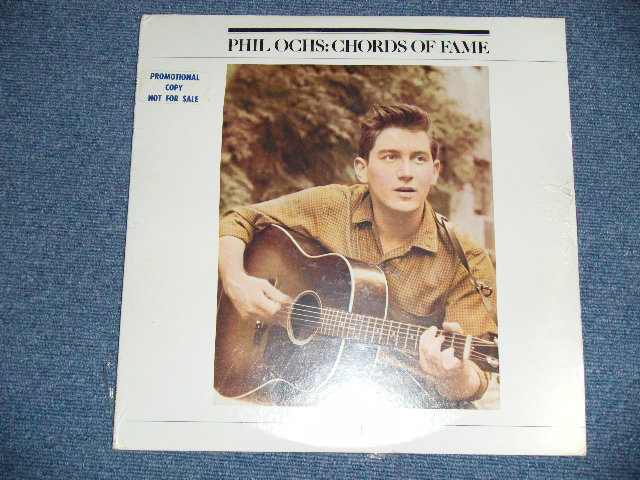 PHIL OCHS: CHORDS OF FAME
PROMOTIONAL
COPY
NOT FOR SALE